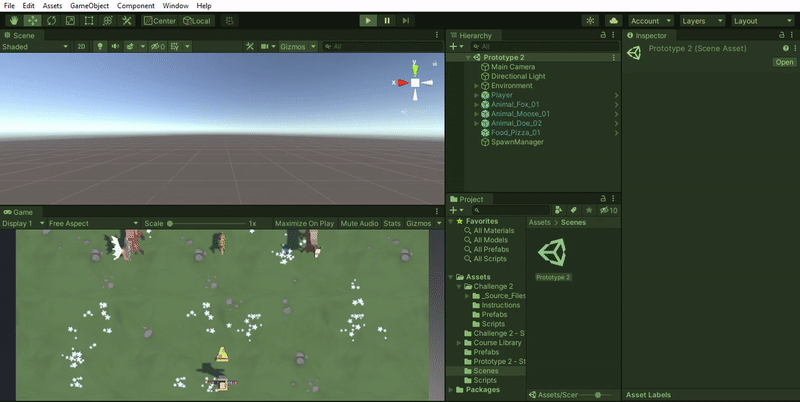 File Edit Assets GameObject Component Window Help
Center Local Account Layers Layout
Scene
Shaded 2D 0 Gizmos All
y
x
Game
Display 1 Free Aspect Scale 1x Maximize On Play Mute Audio Stats Gizmos
Hierarchy
All
Prototype 2
Main Camera
Directional Light
Environment
Player
Animal_Fox_01
Animal_Moose_01
Animal_Doe_02
Food_Pizza_01
SpawnManager
Project
10
Favorites
All Materials
All Models
All Prefabs
All Scripts
Assets
Challenge 2
_Source_Files
Instructions
Prefabs
Scripts
Challenge 2 - S
Course Library
Prefabs
Prototype 2 - St
Scenes
Scripts
Packages
Assets > Scenes
Prototype 2
Assets/Scer
Inspector
Prototype 2 (Scene Asset)
Open
Asset Labels